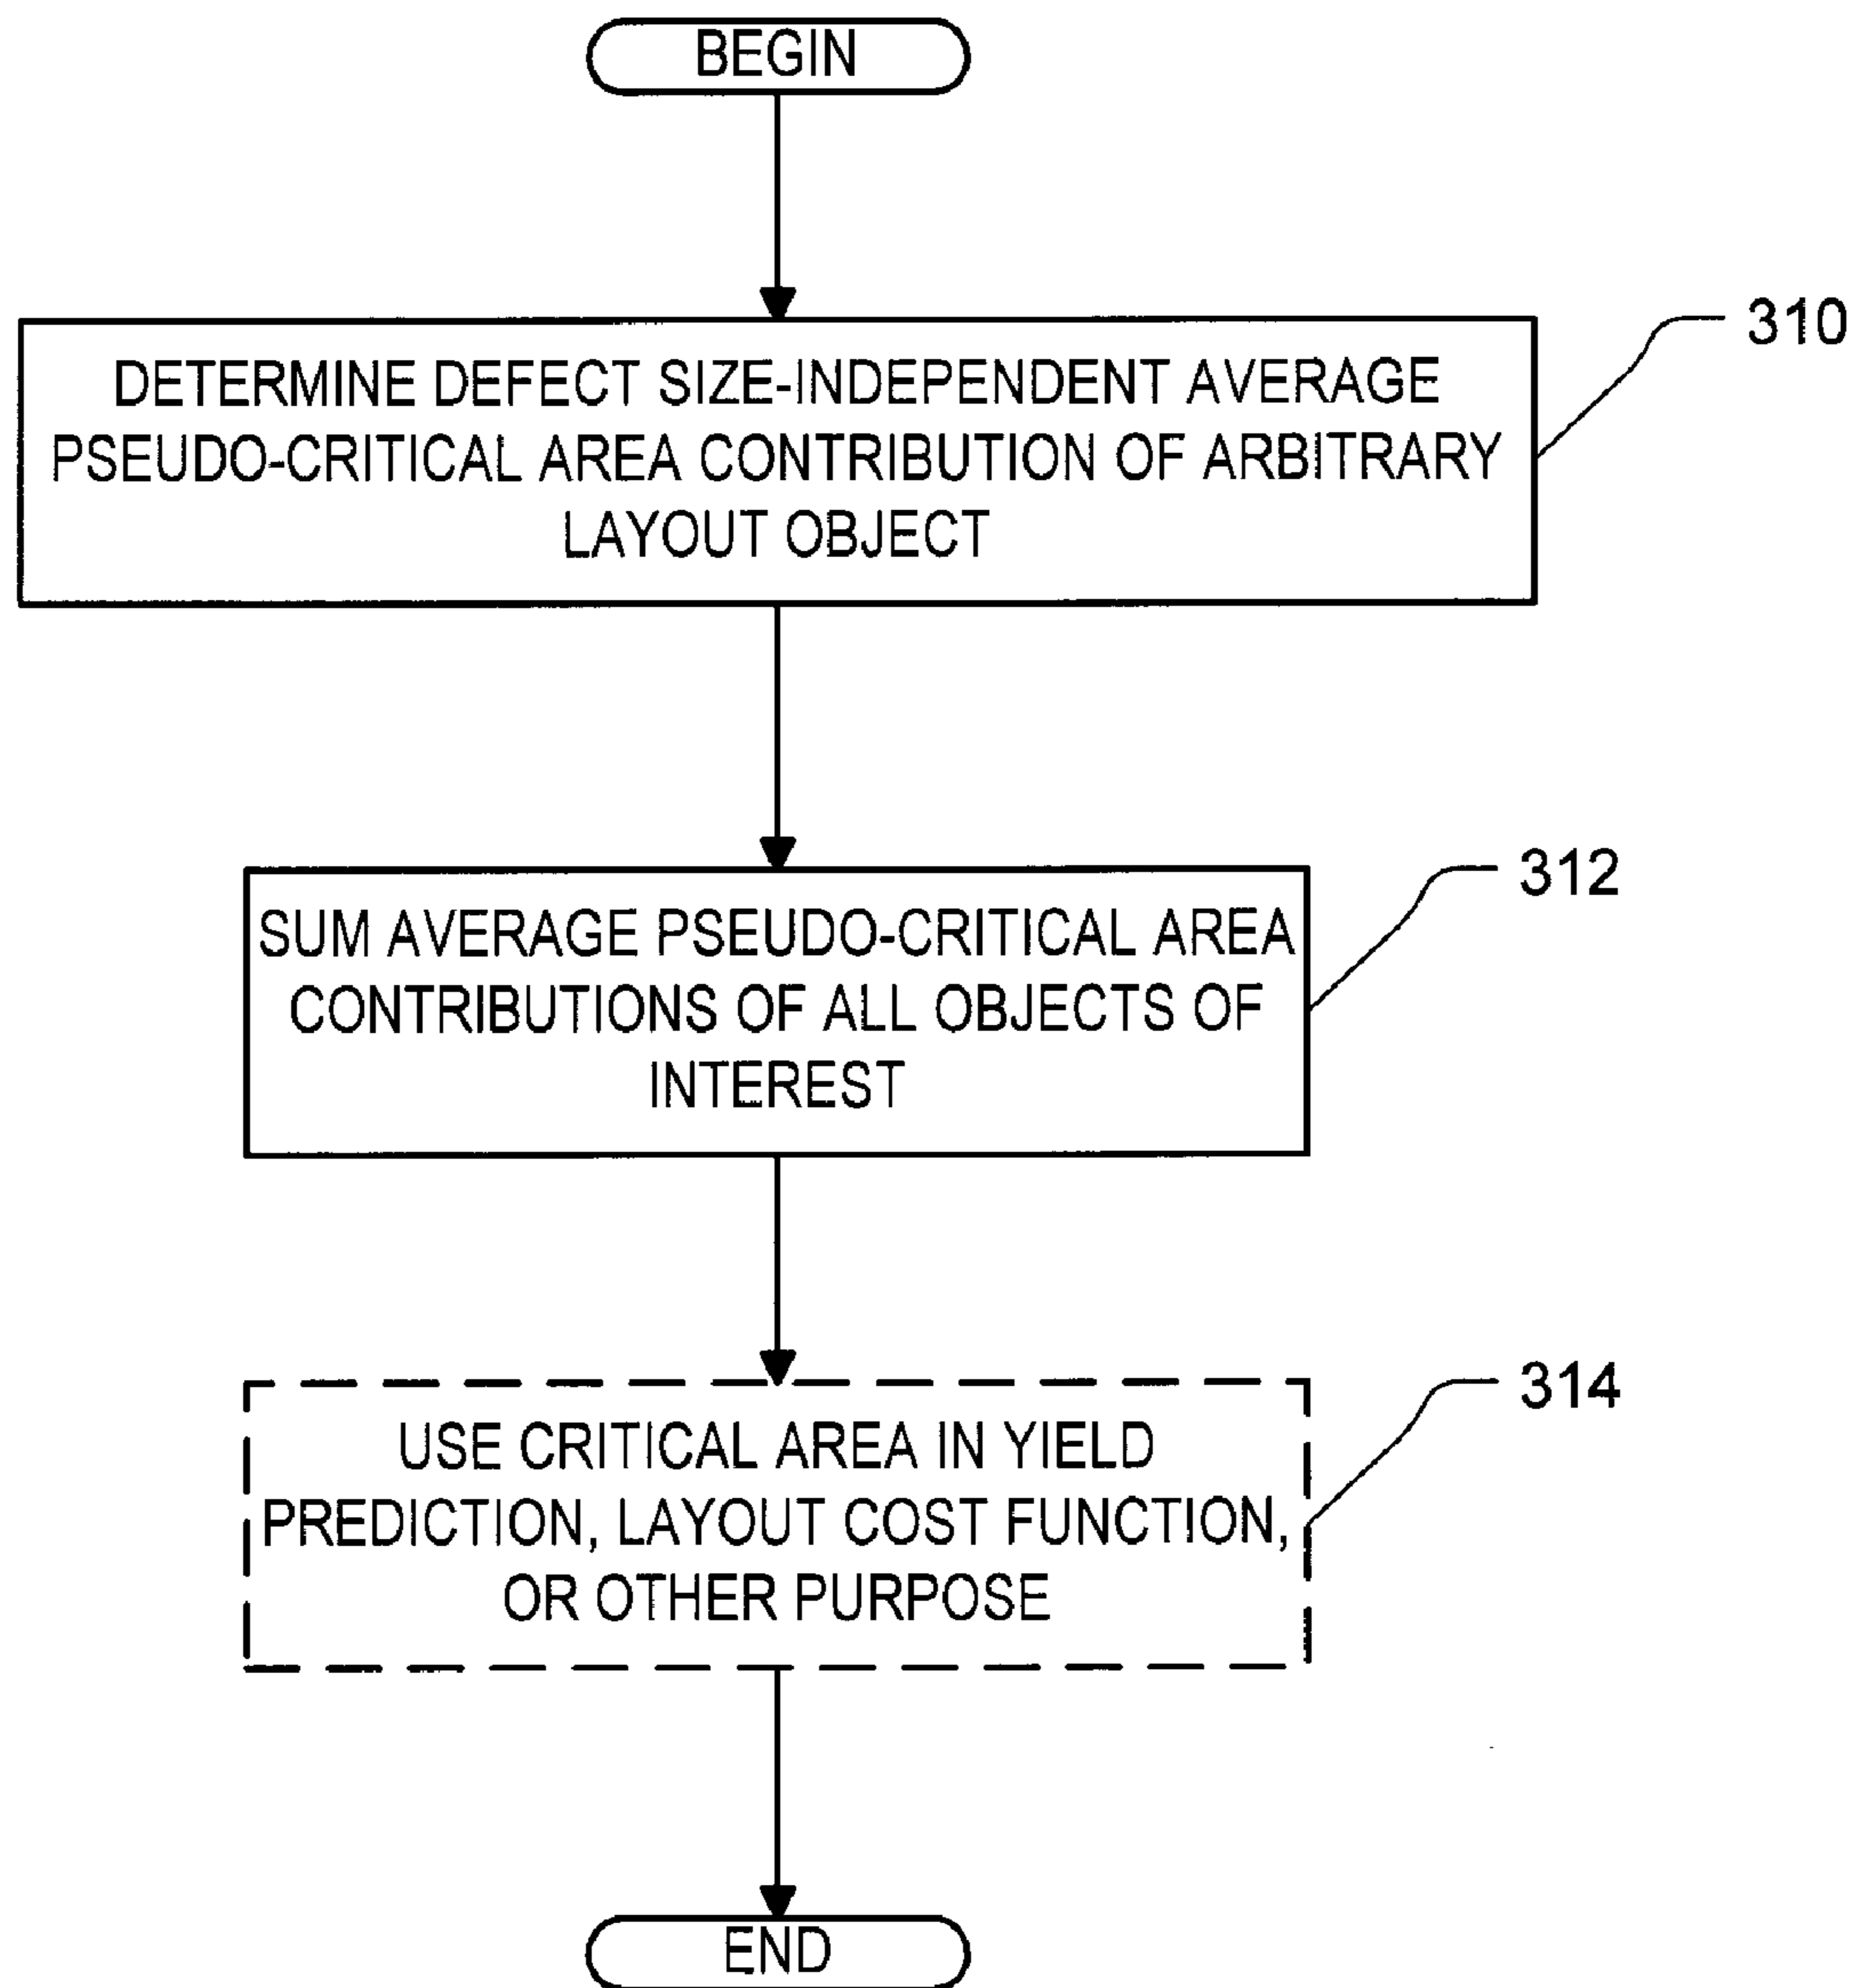 BEGIN
310
DETERMINE DEFECT SIZE-INDEPENDENT AVERAGE
PSEUDO-CRITICAL AREA CONTRIBUTION OF ARBITRARY
LAYOUT OBJECT
312
SUM AVERAGE PSEUDO-CRITICAL AREA
CONTRIBUTIONS OF ALL OBJECTS OF
INTEREST
314
USE CRITICAL AREA IN YIELD
PREDICTION, LAYOUT COST FUNCTION,
OR OTHER PURPOSE
END